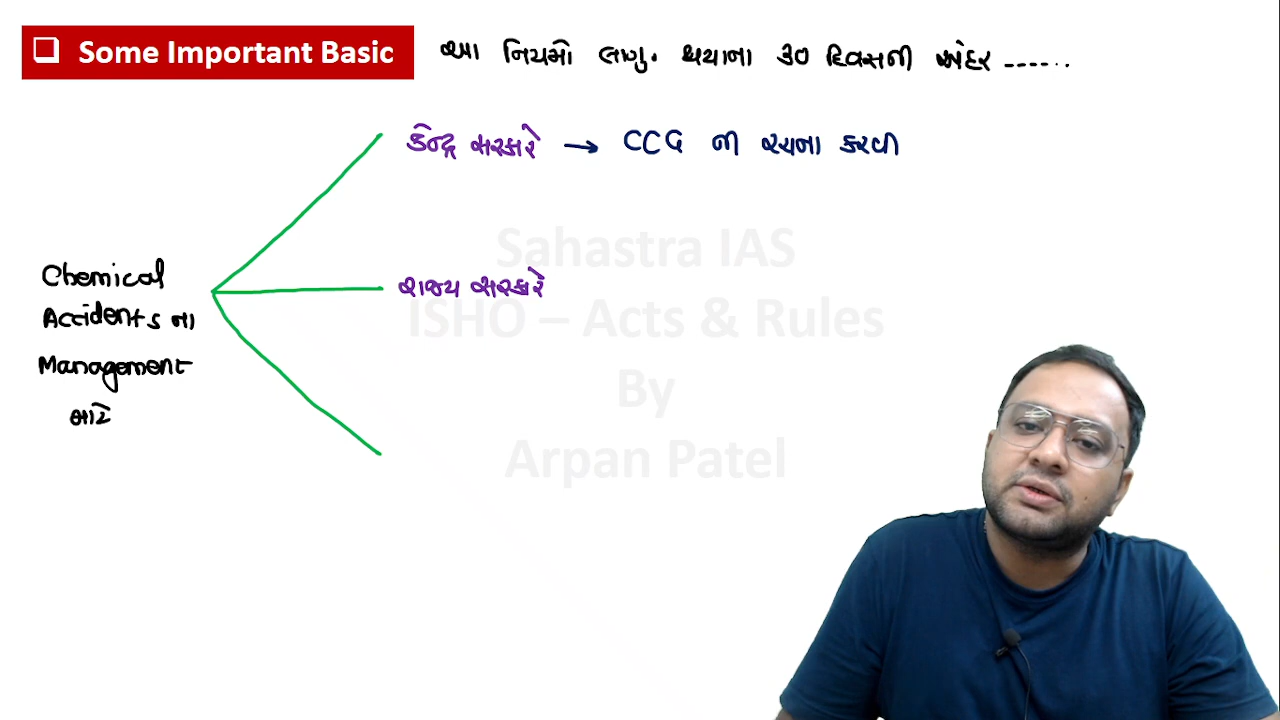 Some Important Basic
આ નિયમો લાગુ થયાના 30 દિવસની અંદર ------
કેન્દ્ર સરકારે → CCG ની રચના કરવી
Chemical
Accidents ના
Management
માટે
રાજ્ય સરકારે
Sahastra IAS
ISHO – Acts & Rules
By
Arpan Patel